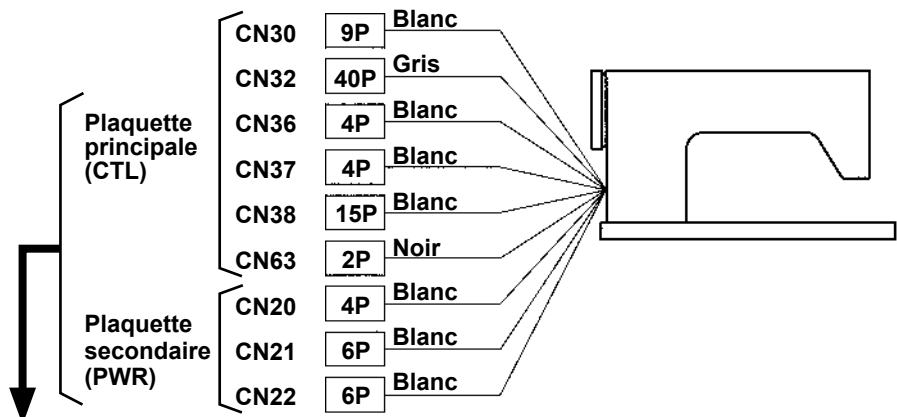 Plaquette
principale
(CTL)
CN30 9P Blanc
CN32 40P Gris
CN36 4P Blanc
CN37 4P Blanc
CN38 15P Blanc
CN63 2P Noir
Plaquette
secondaire
(PWR)
CN20 4P Blanc
CN21 6P Blanc
CN22 6P Blanc